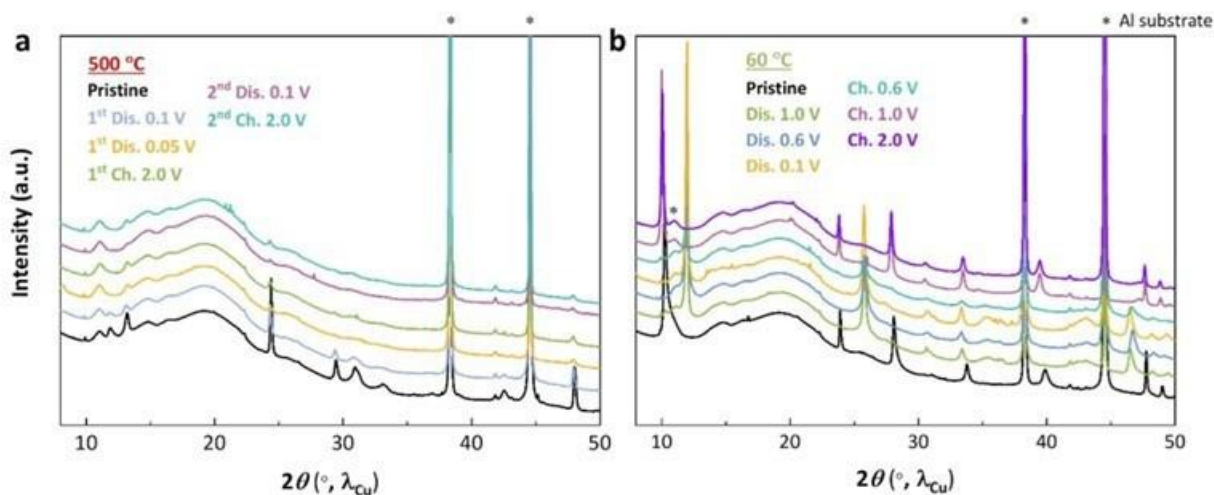 * * * * Al substrate
a b
500 °C
Pristine 2nd Dis. 0.1 V
1st Dis. 0.1 V 2nd Ch. 2.0 V
1st Dis. 0.05 V
1st Ch. 2.0 V
60 °C
Pristine Ch. 0.6 V
Dis. 1.0 V Ch. 1.0 V
Dis. 0.6 V Ch. 2.0 V
Dis. 0.1 V
*
Intensity (a.u.)
10 20 30 40 50
10 20 30 40 50
2θ (°, λCu)
2θ (°, λCu)